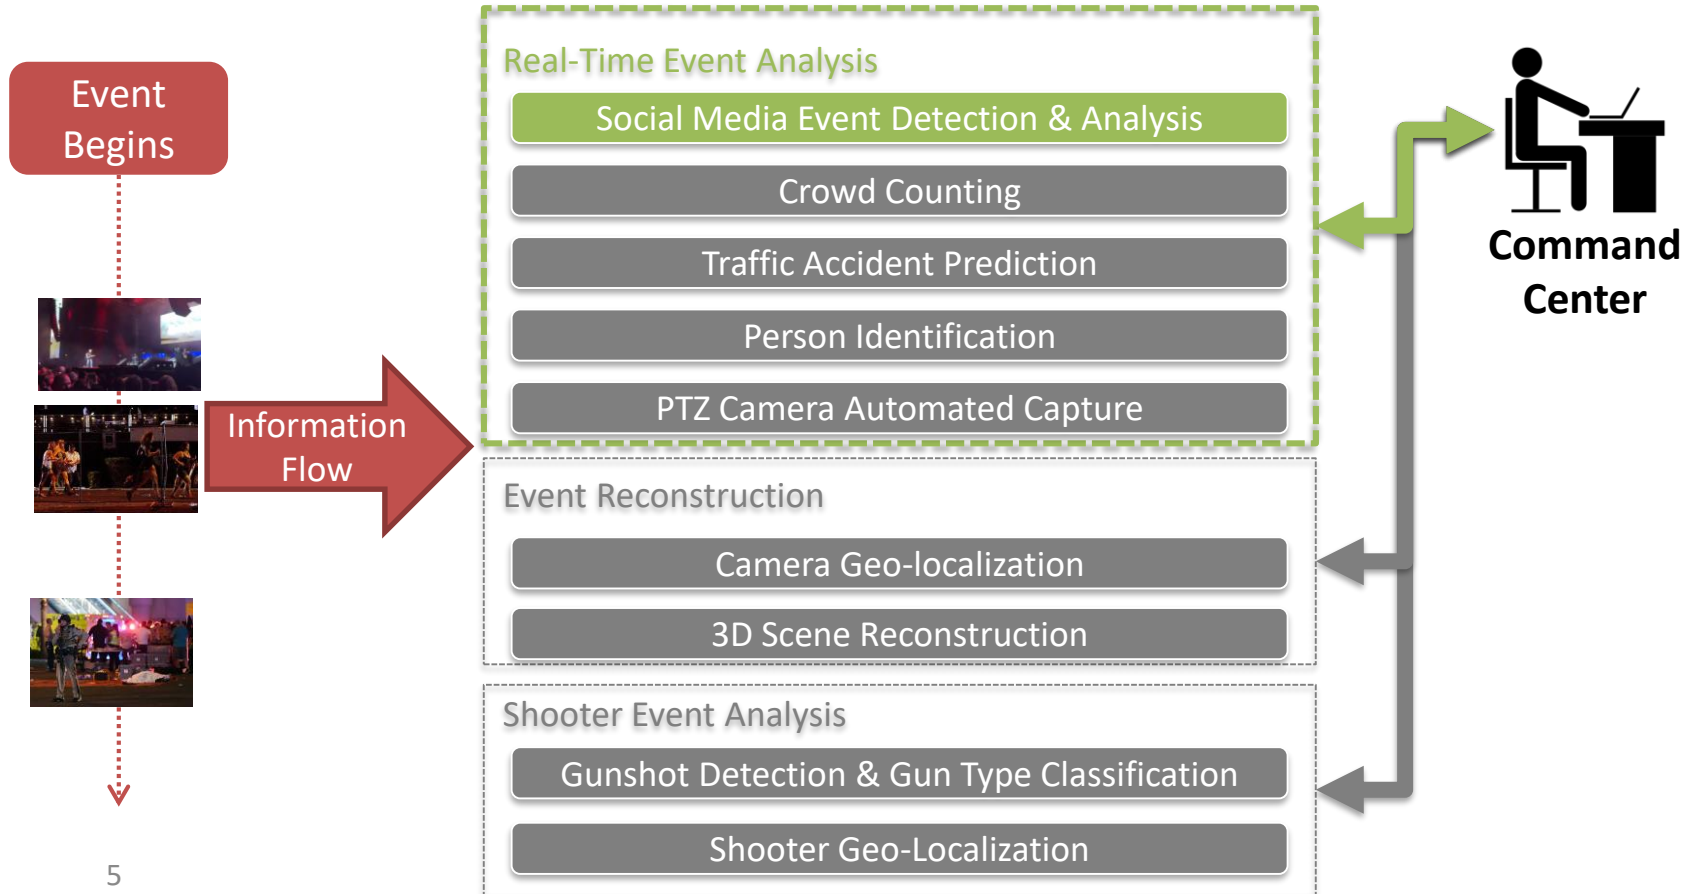 Event
Begins
Information
Flow
Real-Time Event Analysis
Social Media Event Detection & Analysis
Crowd Counting
Traffic Accident Prediction
Person Identification
PTZ Camera Automated Capture
Event Reconstruction
Camera Geo-localization
3D Scene Reconstruction
Shooter Event Analysis
Gunshot Detection & Gun Type Classification
Shooter Geo-Localization
Command
Center
5